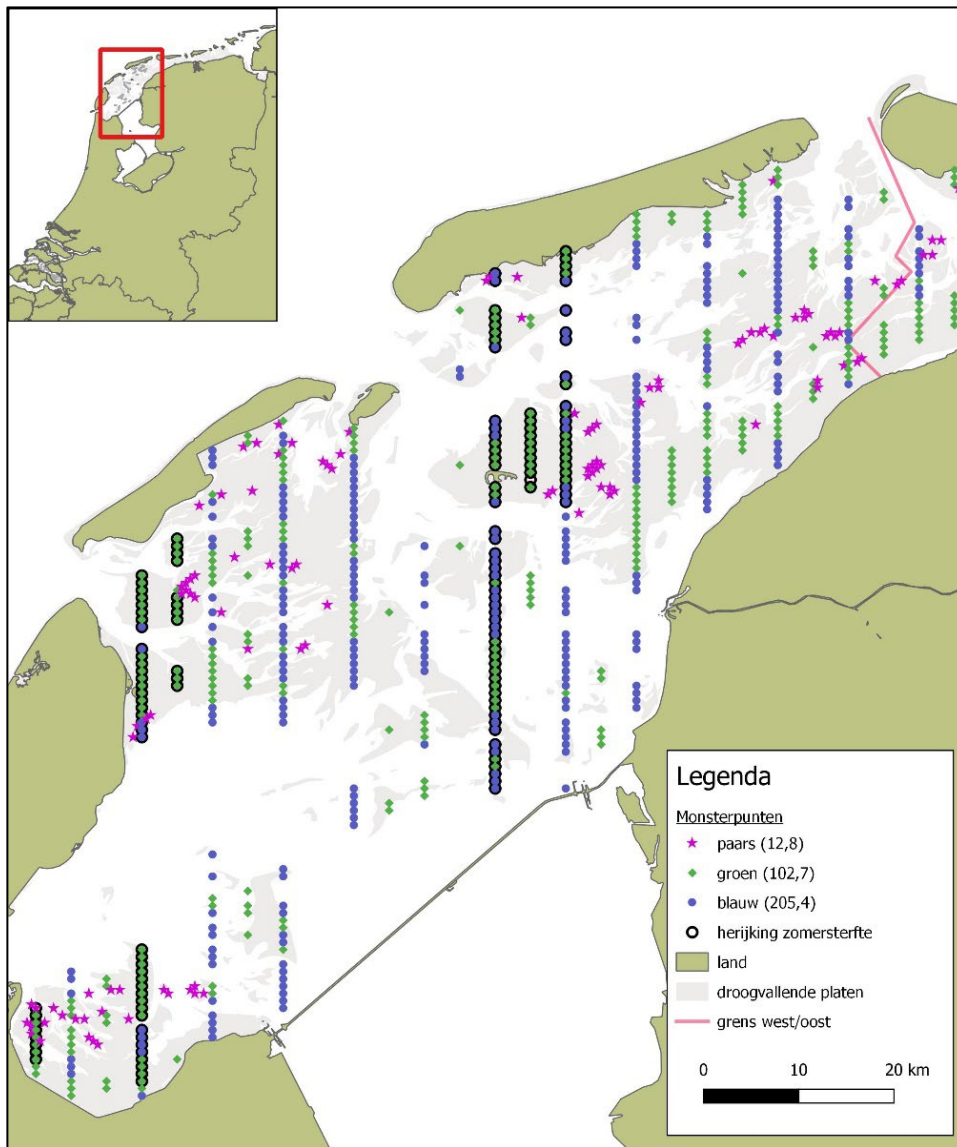 Legenda
Monsterpunten
paars (12,8)
groen (102,7)
blauw (205,4)
herijking zomersterfte
land
droogvallende platen
grens west/oost
0 10 20 km